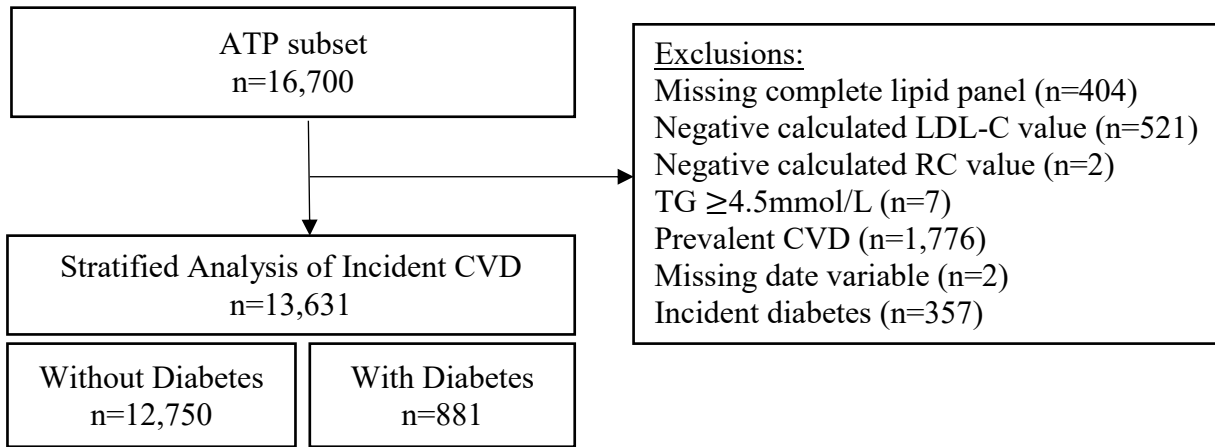 ATP subset
n=16,700
Exclusions:
Missing complete lipid panel (n=404)
Negative calculated LDL-C value (n=521)
Negative calculated RC value (n=2)
TG ≥4.5mmol/L (n=7)
Prevalent CVD (n=1,776)
Missing date variable (n=2)
Incident diabetes (n=357)
Stratified Analysis of Incident CVD
n=13,631
Without Diabetes
n=12,750
With Diabetes
n=881